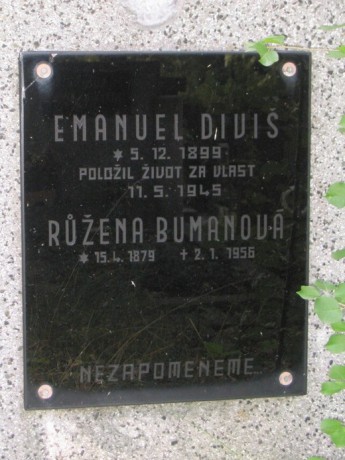 EMANUEL DIVIŠ
* 5. 12. 1899
POLOŽIL ŽIVOT ZA VLAST
11. 5. 1945
RŮŽENA BUMANOVÁ
* 15. 4. 1879 † 2. 1. 1956
NEZAPOMENEME...